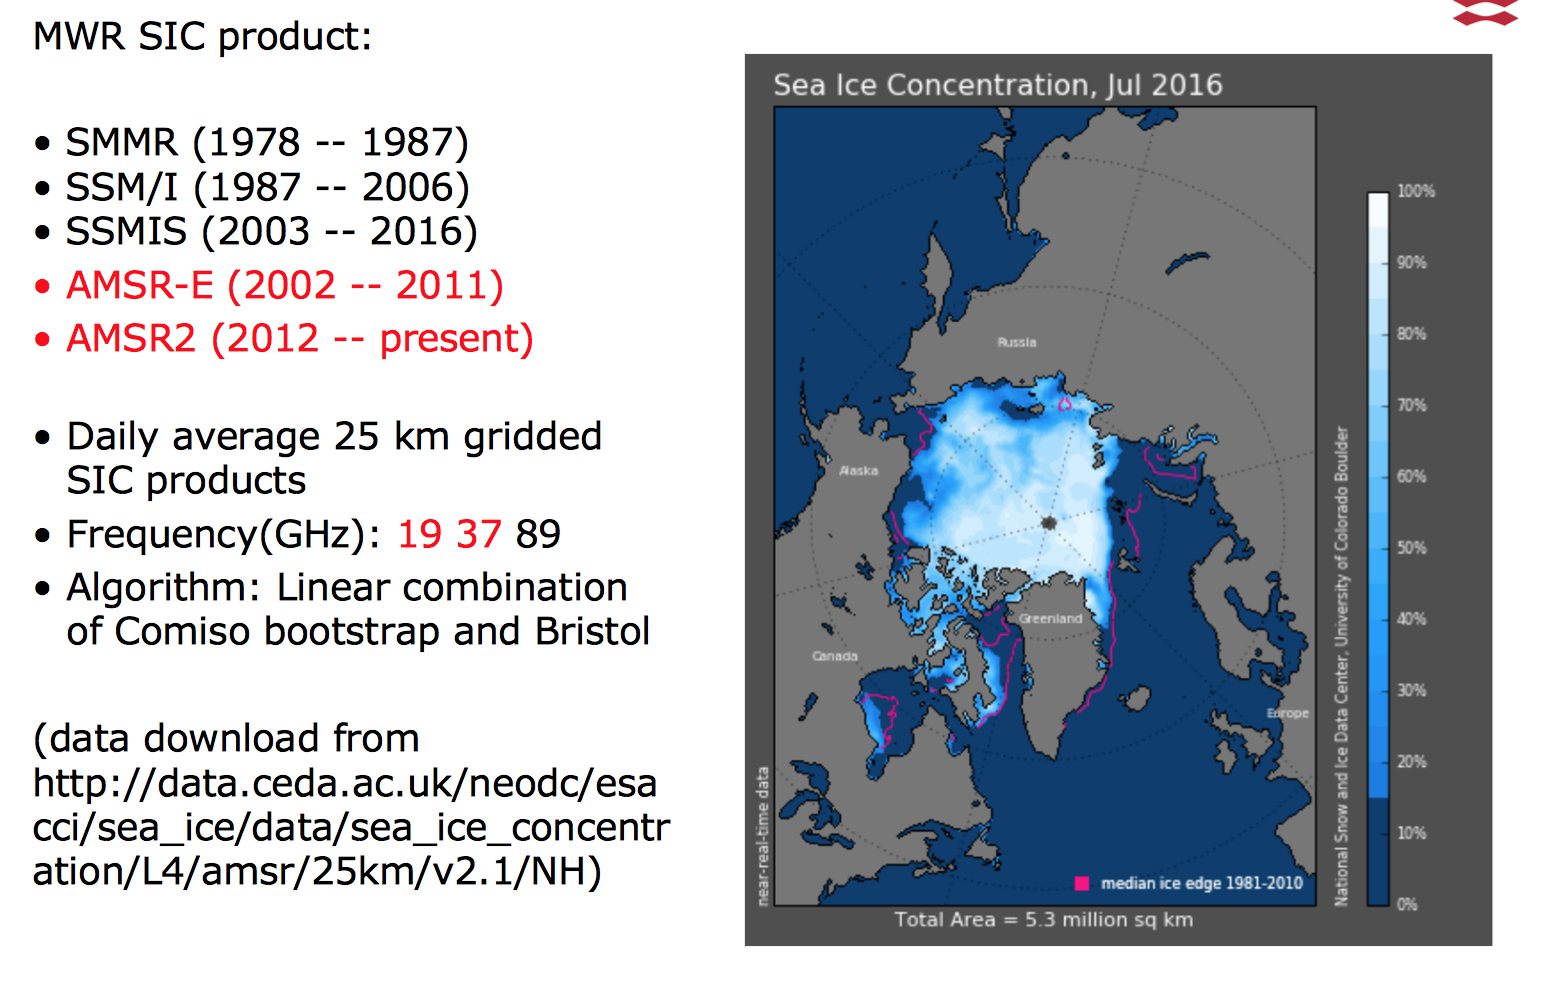 MWR SIC product:
• SMMR (1978 -- 1987)
• SSM/I (1987 -- 2006)
• SSMIS (2003 -- 2016)
• AMSR-E (2002 -- 2011)
• AMSR2 (2012 -- present)
• Daily average 25 km gridded
SIC products
• Frequency(GHz): 19 37 89
• Algorithm: Linear combination
of Comiso bootstrap and Bristol
(data download from
http://data.ceda.ac.uk/neodc/esa
cci/sea_ice/data/sea_ice_concentr
ation/L4/amsr/25km/v2.1/NH)
Sea Ice Concentration, Jul 2016
Russia
Alaska
Greenland
Canada
Europe
median ice edge 1981-2010
near-real-time data
Total Area = 5.3 million sq km
National Snow and Ice Data Center, University of Colorado Boulder
100%
90%
80%
70%
60%
50%
40%
30%
20%
10%
0%